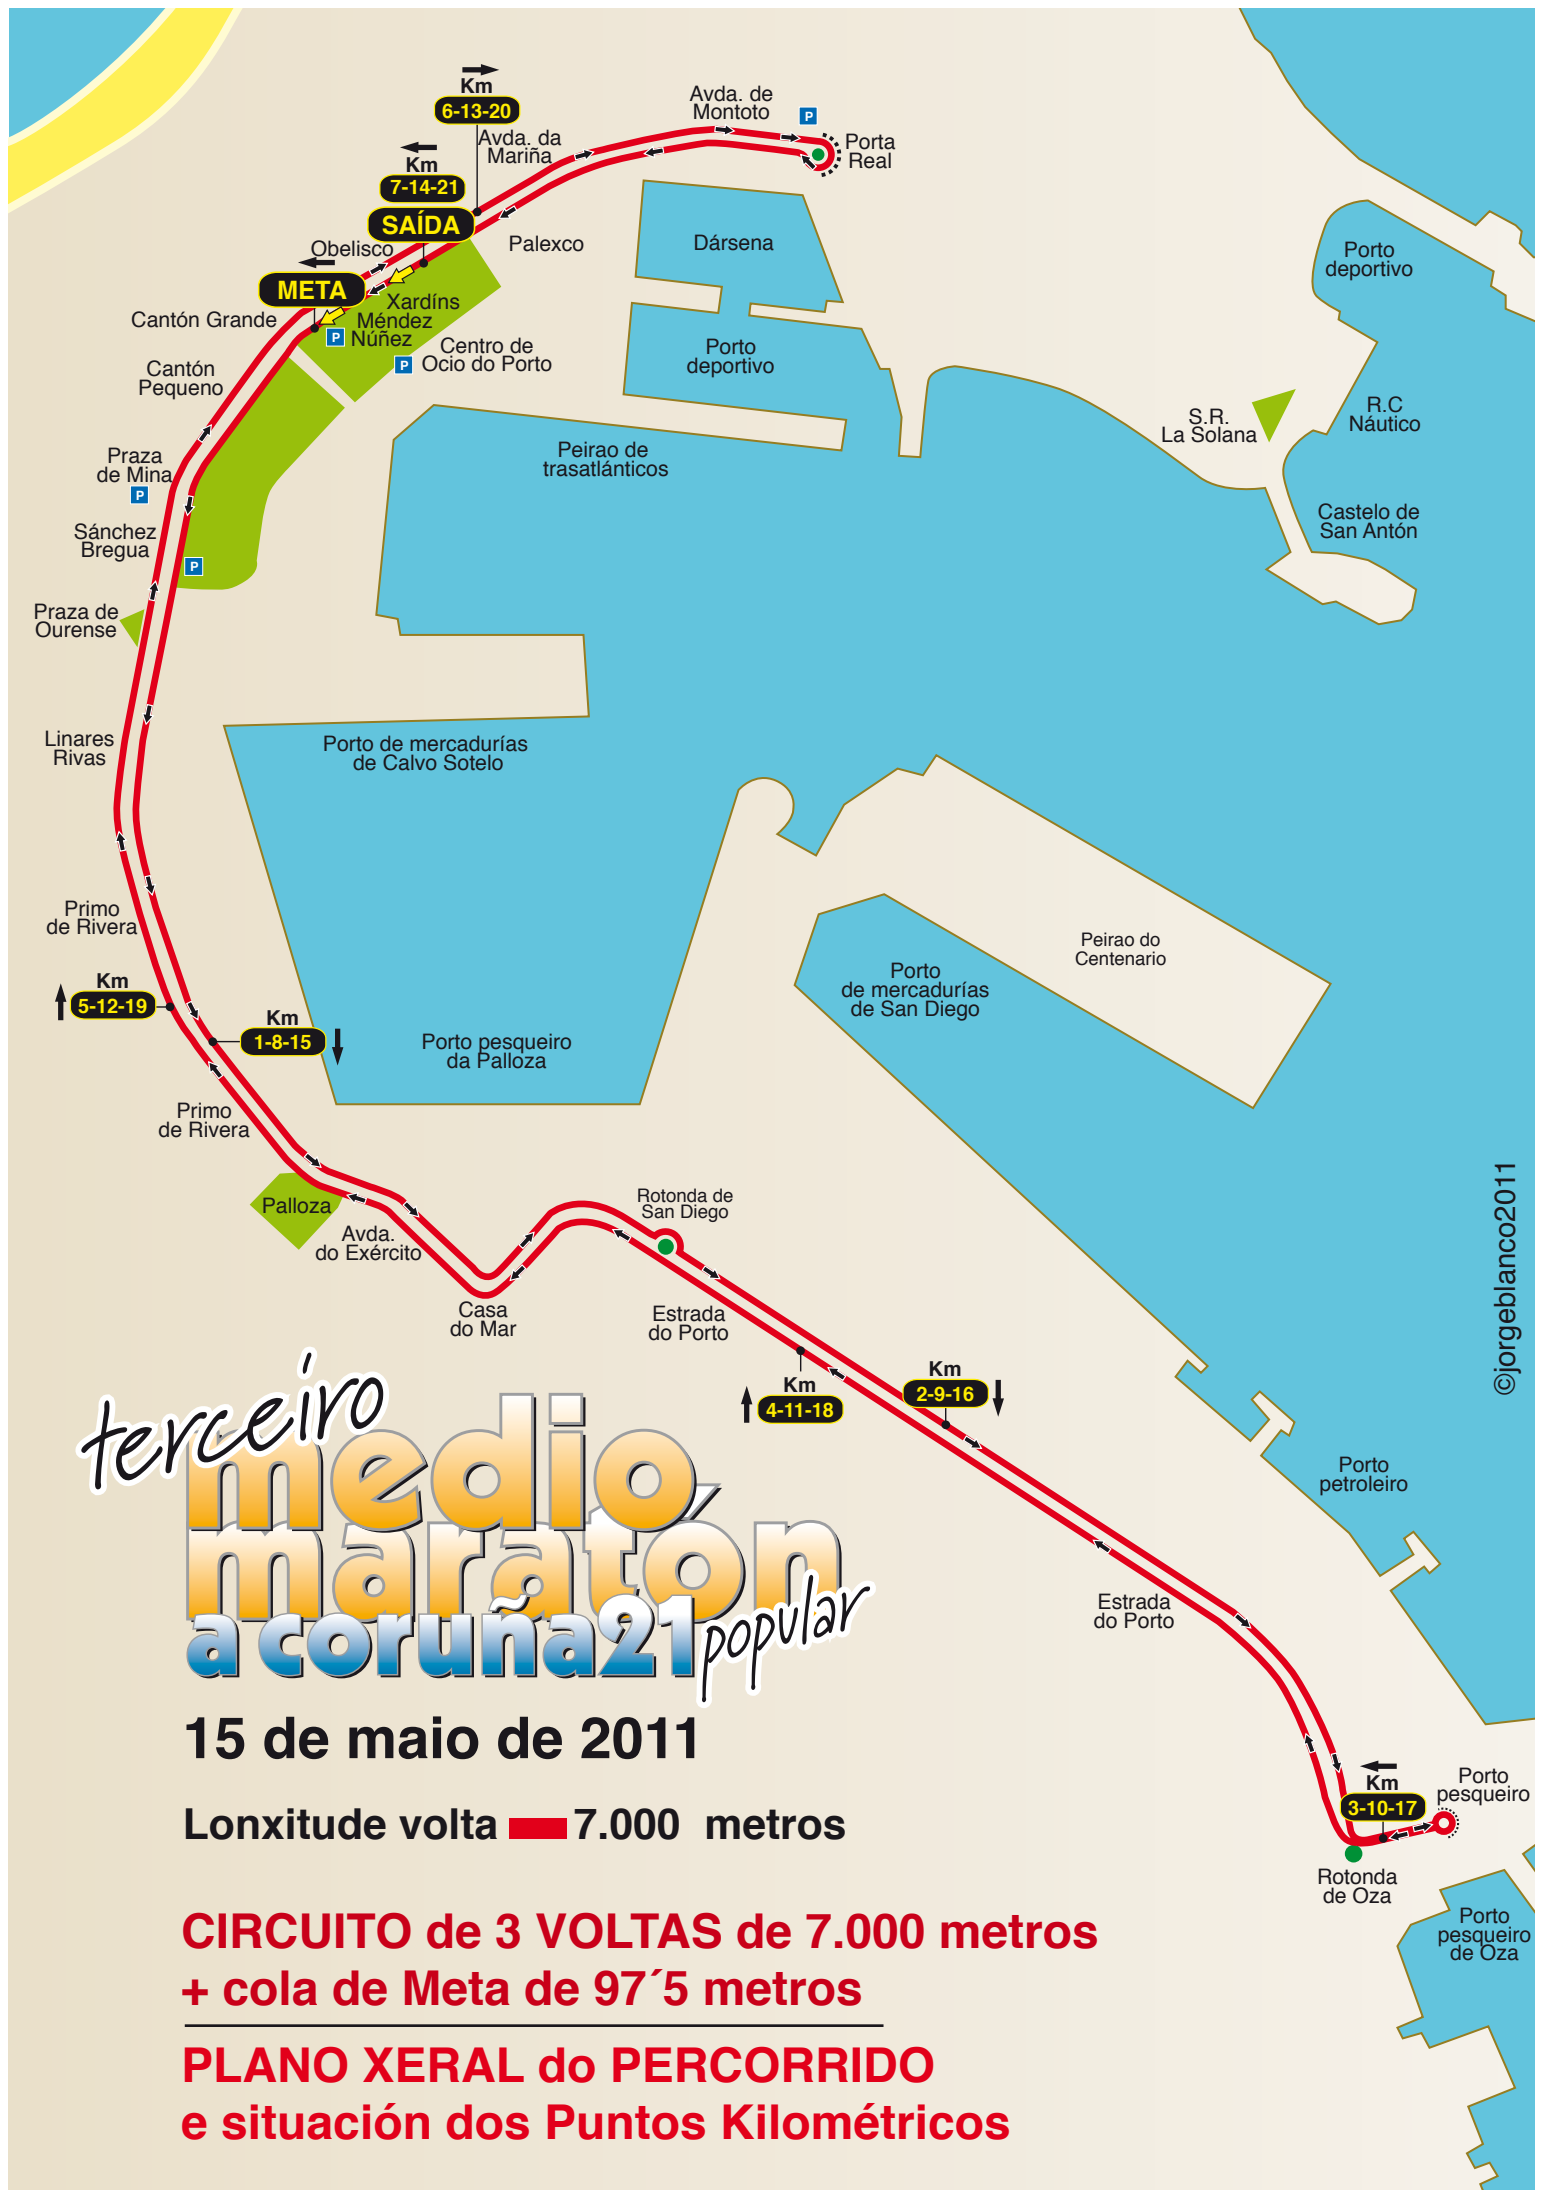 Km
6-13-20
Avda. de
Montoto
P
Avda. da
Mariña
Porta
Real
Km
7-14-21
SAÍDA
Obelisco
Palexco
Dársena
META
Xardíns
Méndez
Núñez
P
Cantón Grande
Centro de
Ocio do Porto
P
Porto
deportivo
Porto
deportivo
Cantón
Pequeno
R.C
Náutico
S.R.
La Solana
Praza
de Mina
P
Peirao de
trasatlánticos
Castelo de
San Antón
Sánchez
Bregua
P
Praza de
Ourense
Linares
Rivas
Porto de mercadurías
de Calvo Sotelo
Primo
de Rivera
Peirao do
Centenario
Porto
de mercadurías
de San Diego
Km
5-12-19
Km
1-8-15
Porto pesqueiro
da Palloza
Primo
de Rivera
Palloza
Avda.
do Exército
Rotonda de
San Diego
Casa
do Mar
Estrada
do Porto
©jorgeblanco2011
Km
4-11-18
Km
2-9-16
Porto
petroleiro
Estrada
do Porto
terceiro
medio
maratón
a coruña21
popular
15 de maio de 2011
Lonxitude volta 7.000 metros
Km
3-10-17
Porto
pesqueiro
Rotonda
de Oza
Porto
pesqueiro
de Oza
CIRCUITO de 3 VOLTAS de 7.000 metros
+ cola de Meta de 97´5 metros
PLANO XERAL do PERCORRIDO
e situación dos Puntos Kilométricos